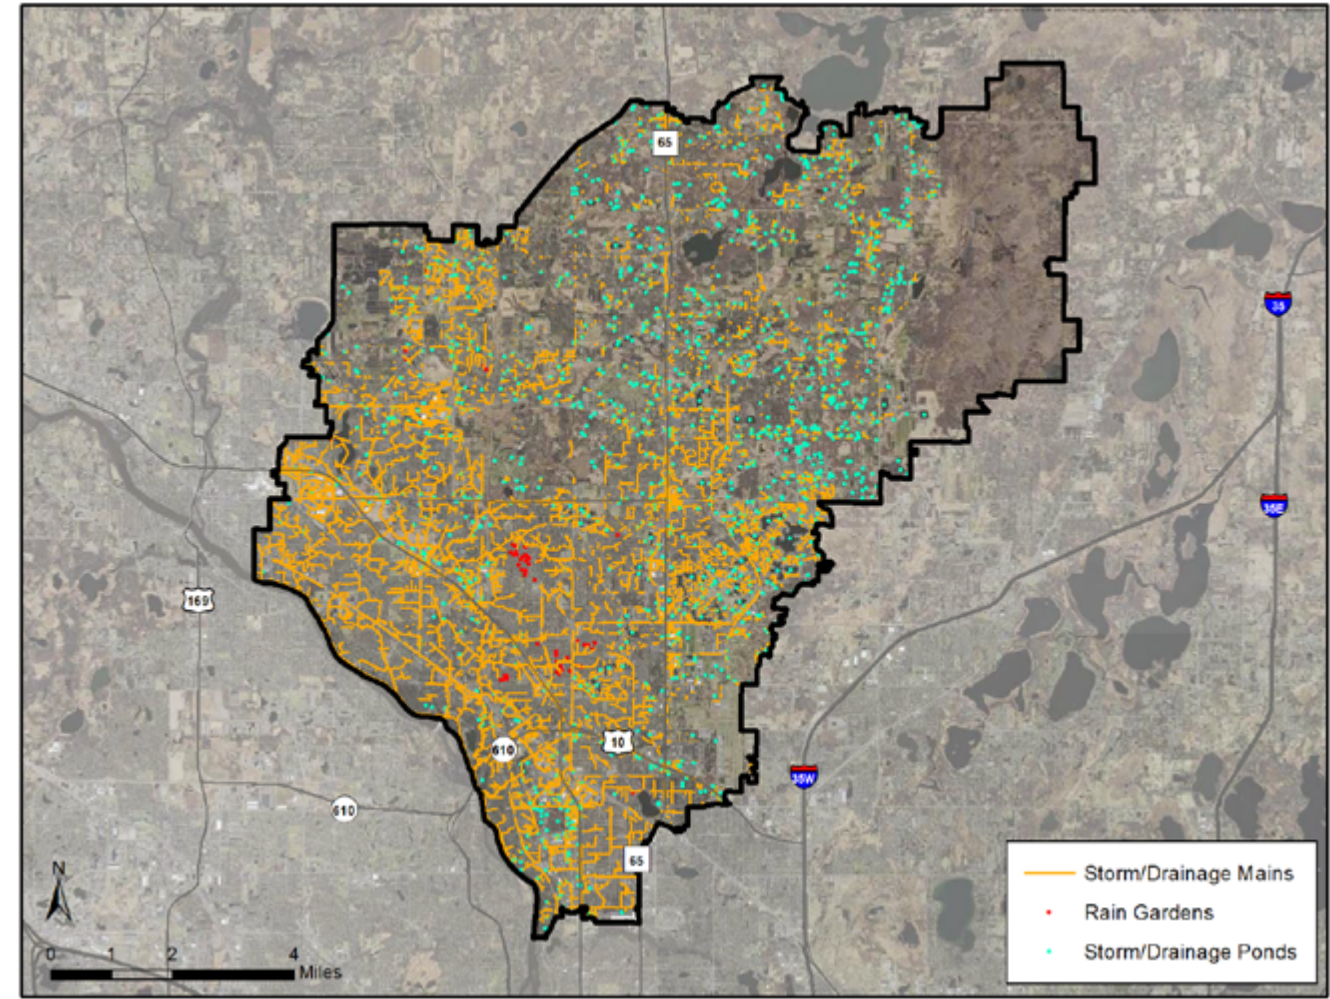 65
35
35E
169
10
610
35W
610
65
Storm/Drainage Mains
Rain Gardens
Storm/Drainage Ponds
N
0 1 2 4
Miles